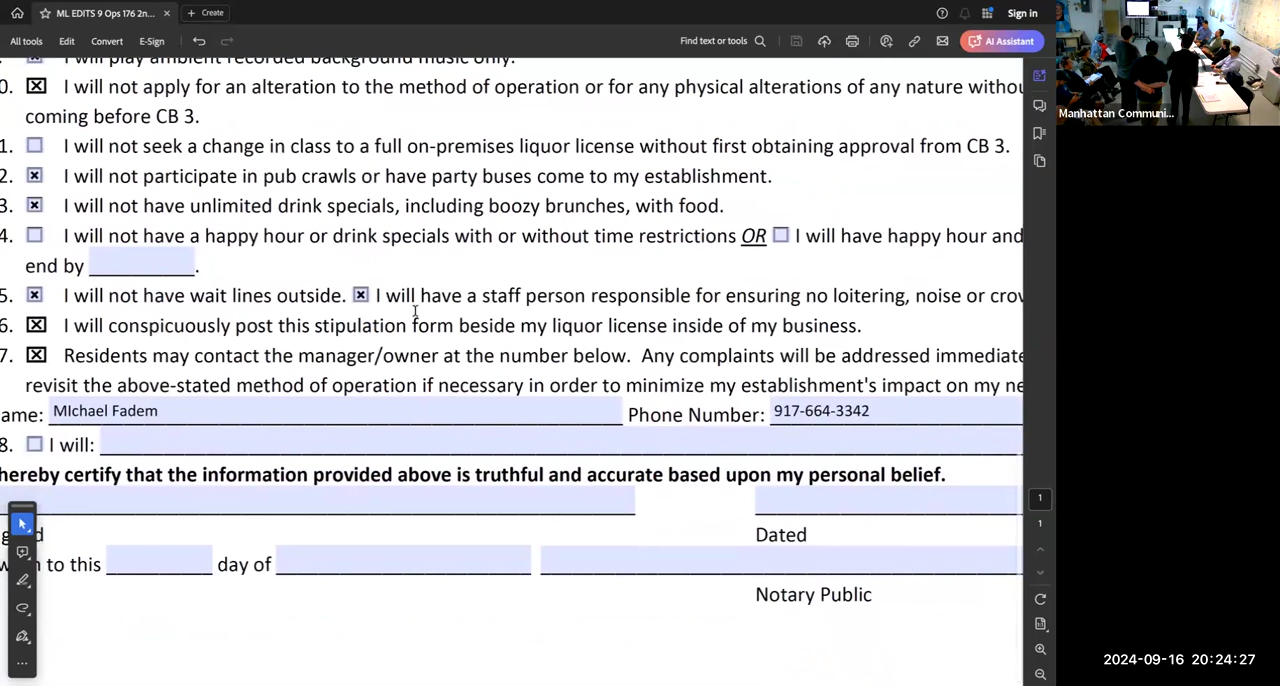 ML EDITS 9 Ops 176 2n...
Create
Sign in
All tools
Edit
Convert
E-Sign
Find text or tools
AI Assistant
I will play ambient recorded background music only.
0. I will not apply for an alteration to the method of operation or for any physical alterations of any nature withou
coming before CB 3.
1. I will not seek a change in class to a full on-premises liquor license without first obtaining approval from CB 3.
2. I will not participate in pub crawls or have party buses come to my establishment.
3. I will not have unlimited drink specials, including boozy brunches, with food.
4. I will not have a happy hour or drink specials with or without time restrictions OR I will have happy hour and
end by ____________.
5. I will not have wait lines outside. I will have a staff person responsible for ensuring no loitering, noise or crov
6. I will conspicuously post this stipulation form beside my liquor license inside of my business.
7. Residents may contact the manager/owner at the number below. Any complaints will be addressed immediate
revisit the above-stated method of operation if necessary in order to minimize my establishment's impact on my ne
ame: MIchael Fadem Phone Number: 917-664-3342
8. I will:
hereby certify that the information provided above is truthful and accurate based upon my personal belief.
Dated
to this day of
Notary Public
1
1
Manhattan Communi...
2024-09-16 20:24:27